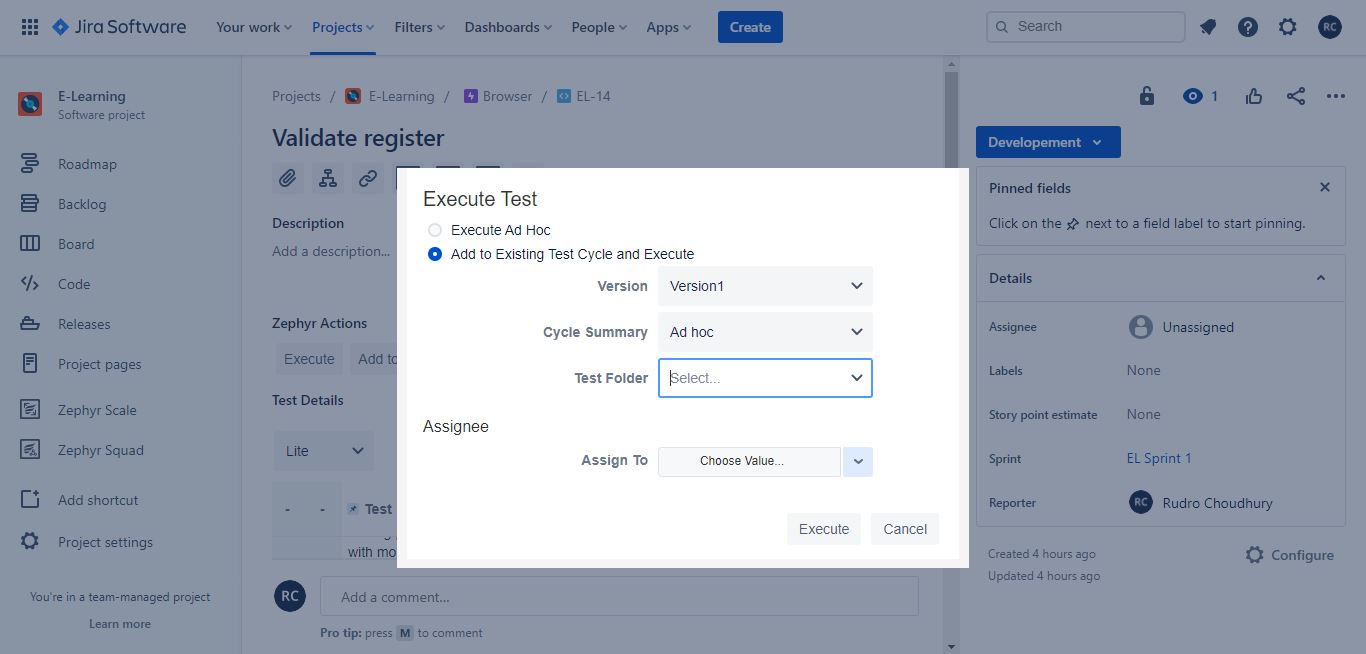 Jira Software Your work Projects Filters Dashboards People Apps Create Search RC
E-Learning
Software project
Roadmap
Backlog
Board
Code
Releases
Project pages
Zephyr Scale
Zephyr Squad
Add shortcut
Project settings
You're in a team-managed project
Learn more
Projects / E-Learning / Browser / EL-14
Validate register
Description
Add a description...
Zephyr Actions
Execute Add to
Test Details
Lite
- - Test
with mo
RC Add a comment...
Pro tip: press M to comment
Execute Test
Execute Ad Hoc
Add to Existing Test Cycle and Execute
Version Version1
Cycle Summary Ad hoc
Test Folder Select...
Assignee
Assign To Choose Value...
Execute Cancel
1
Developement
Pinned fields
Click on the next to a field label to start pinning.
Details
Assignee Unassigned
Labels None
Story point estimate None
Sprint EL Sprint 1
Reporter RC Rudro Choudhury
Created 4 hours ago
Updated 4 hours ago
Configure